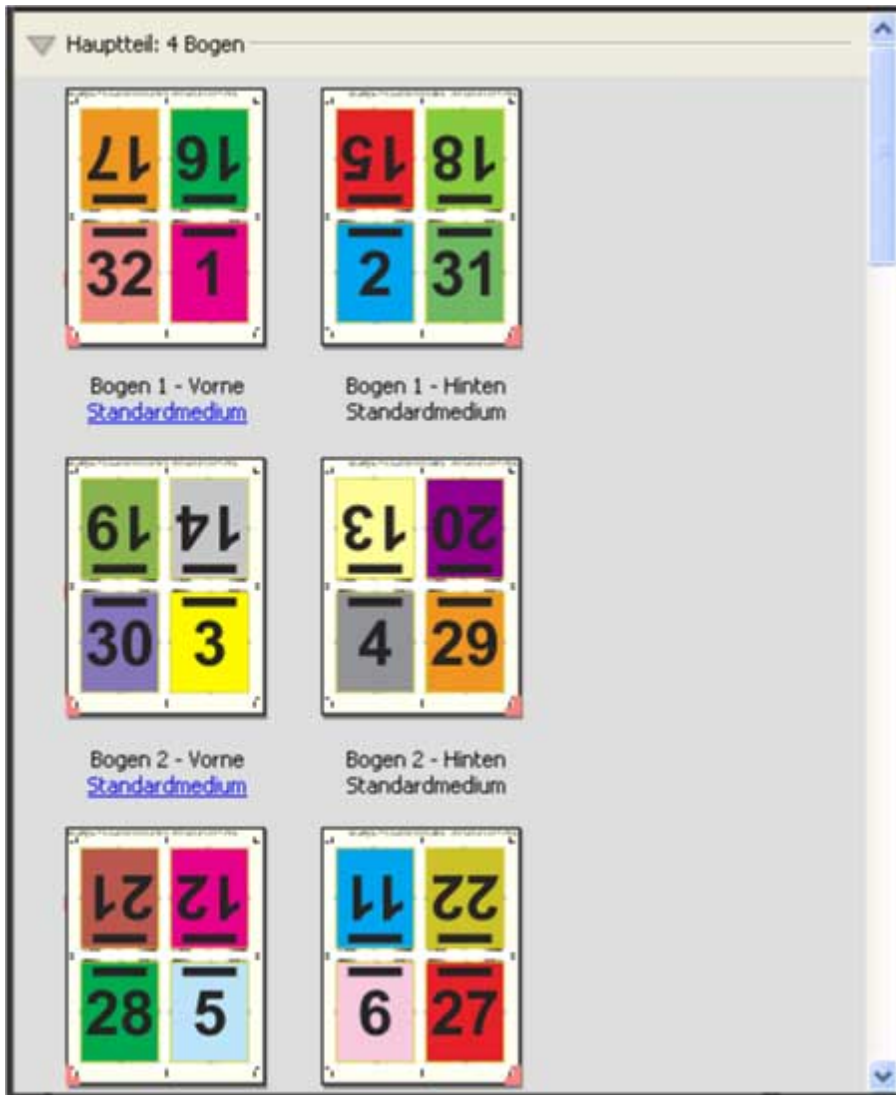 Hauptteil: 4 Bogen
17 16
32 1
15 18
2 31
Bogen 1 - Vorne
Standardmedium
Bogen 1 - Hinten
Standardmedium
19 14
30 3
13 20
4 29
Bogen 2 - Vorne
Standardmedium
Bogen 2 - Hinten
Standardmedium
21 12
28 5
11 22
6 27